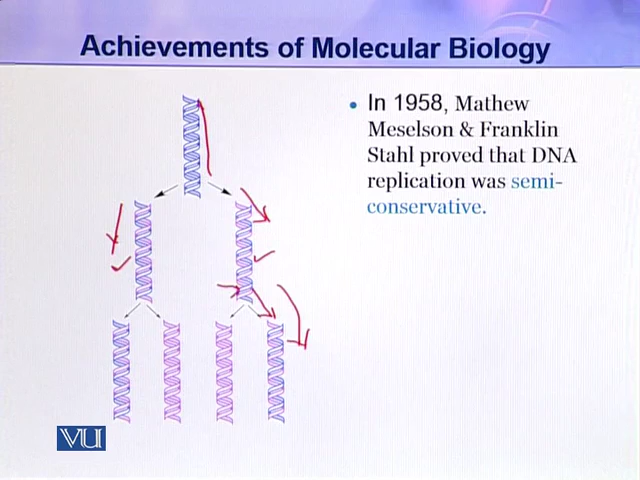 Achievements of Molecular Biology
• In 1958, Mathew
Meselson & Franklin
Stahl proved that DNA
replication was semi-
conservative.
VU